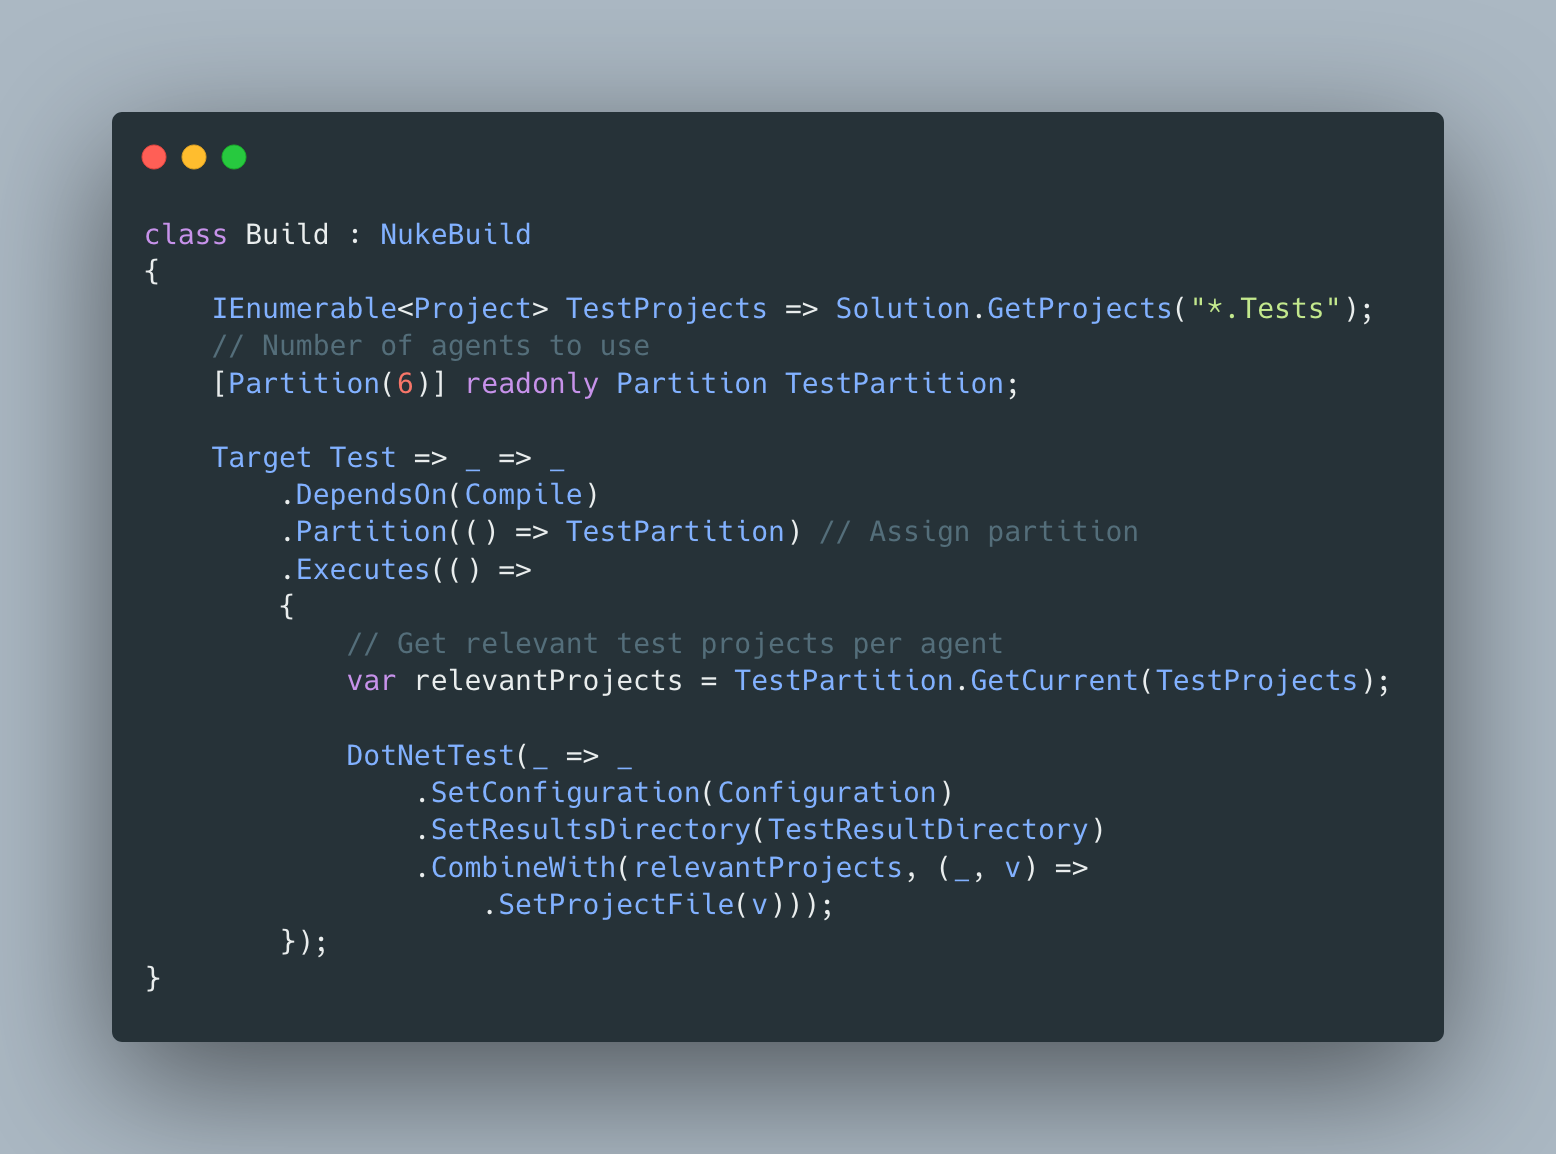 class Build : NukeBuild
{
    IEnumerable<Project> TestProjects => Solution.GetProjects("*.Tests");
    // Number of agents to use
    [Partition(6)] readonly Partition TestPartition;

    Target Test => _ => _
        .DependsOn(Compile)
        .Partition(() => TestPartition) // Assign partition
        .Executes(() =>
        {
            // Get relevant test projects per agent
            var relevantProjects = TestPartition.GetCurrent(TestProjects);

            DotNetTest(_ => _
                .SetConfiguration(Configuration)
                .SetResultsDirectory(TestResultDirectory)
                .CombineWith(relevantProjects, (_, v) =>
                    .SetProjectFile(v)));
        });
}